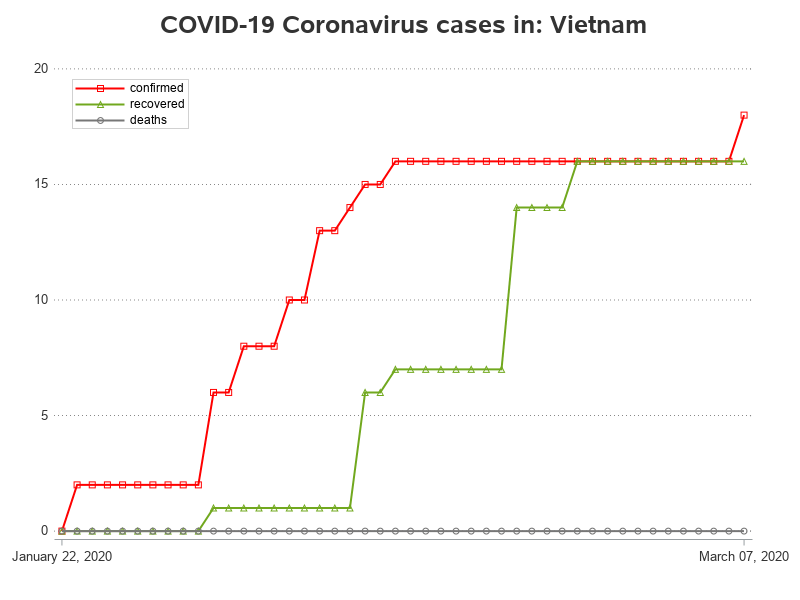 COVID-19 Coronavirus cases in: Vietnam
20
confirmed
recovered
deaths
15
10
5
0
January 22, 2020 March 07, 2020